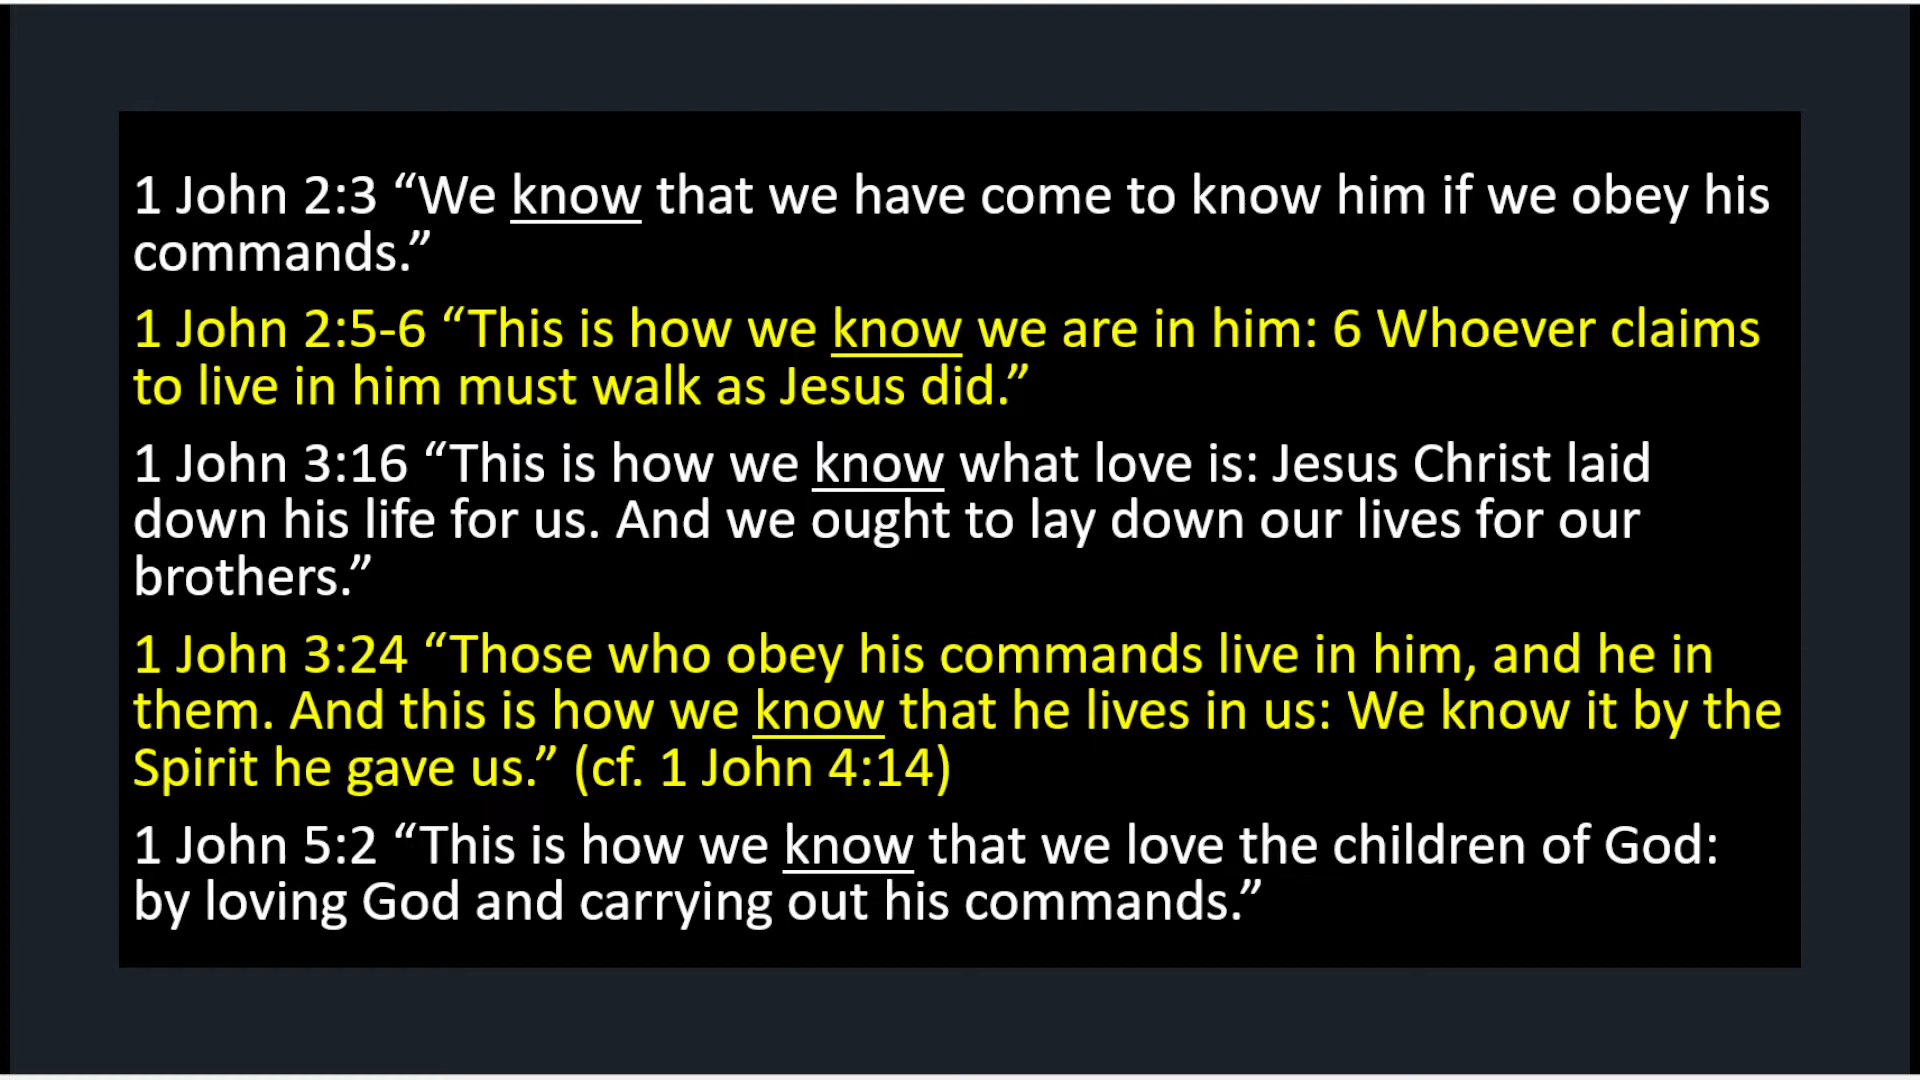 1 John 2:3 “We know that we have come to know him if we obey his
commands.”
1 John 2:5-6 “This is how we know we are in him: 6 Whoever claims
to live in him must walk as Jesus did.”
1 John 3:16 “This is how we know what love is: Jesus Christ laid
down his life for us. And we ought to lay down our lives for our
brothers.”
1 John 3:24 “Those who obey his commands live in him, and he in
them. And this is how we know that he lives in us: We know it by the
Spirit he gave us.” (cf. 1 John 4:14)
1 John 5:2 “This is how we know that we love the children of God:
by loving God and carrying out his commands.”